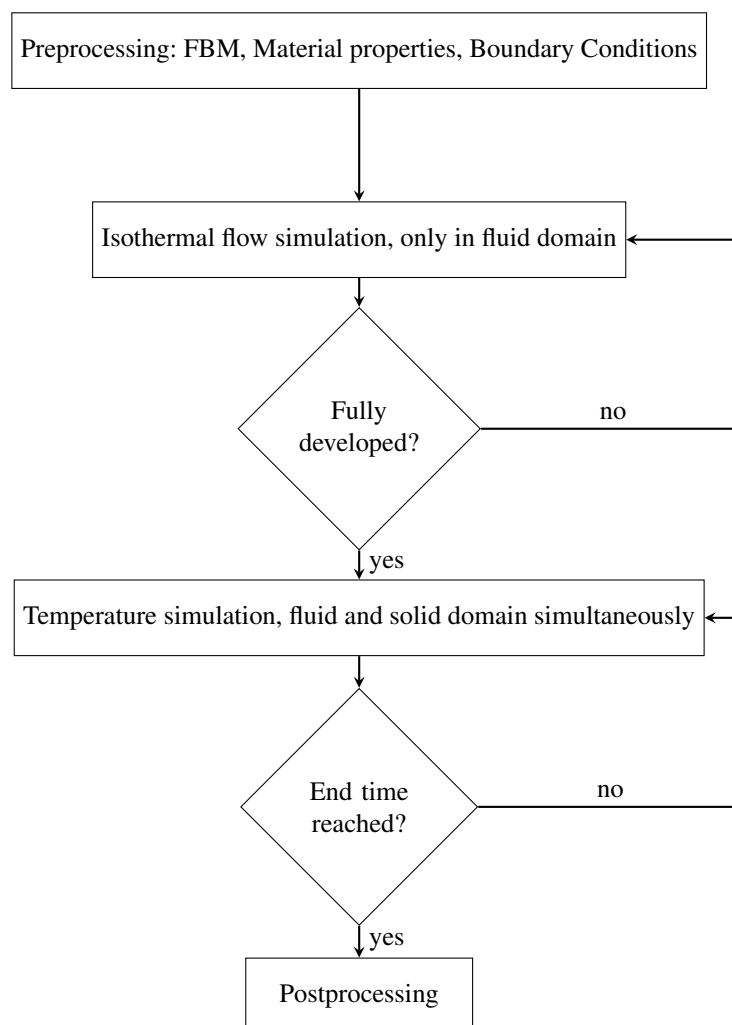 Preprocessing: FBM, Material properties, Boundary Conditions
Isothermal flow simulation, only in fluid domain
Fully
developed?
no
yes
Temperature simulation, fluid and solid domain simultaneously
End time
reached?
no
yes
Postprocessing